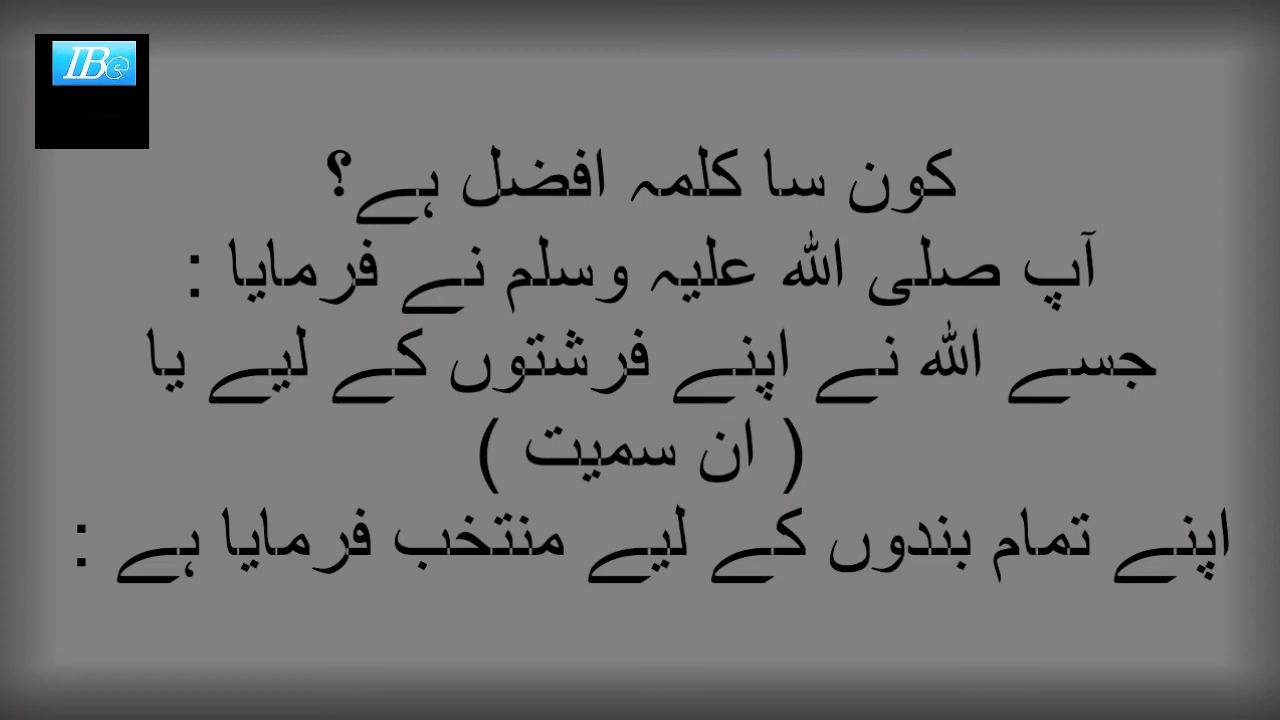 IBe
کون سا کلمہ افضل ہے؟
آپ صلی اللہ علیہ وسلم نے فرمایا :
جسے اللہ نے اپنے فرشتوں کے لیے یا
( ان سمیت )
اپنے تمام بندوں کے لیے منتخب فرمایا ہے :